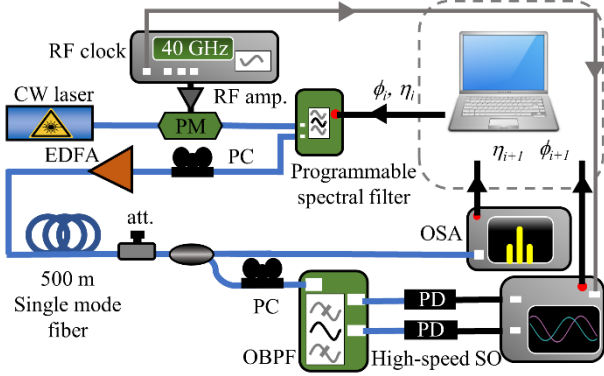 RF clock
40 GHz
CW laser
RF amp.
PM
ϕi, ηi
ηi+1 ϕi+1
EDFA
PC
Programmable
spectral filter
att.
OSA
500 m
Single mode
fiber
PC
PD
PD
OBPF
High-speed SO